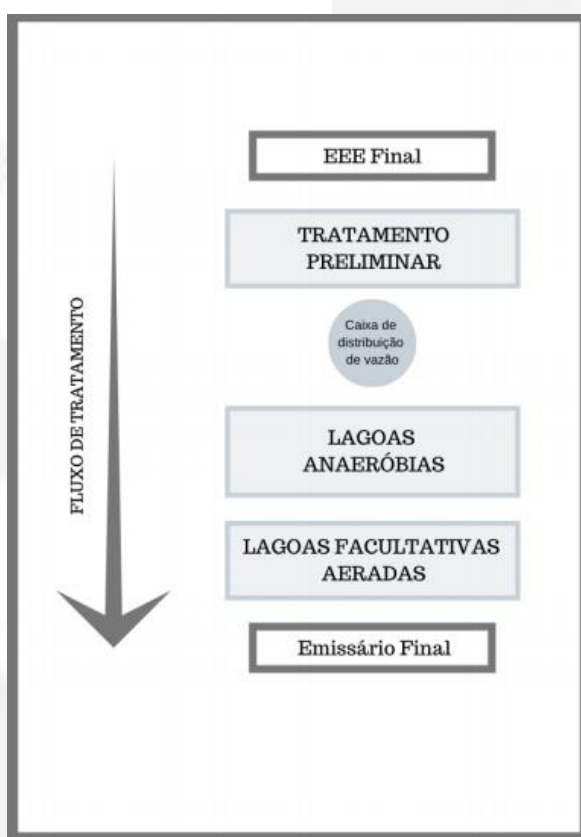 EEE Final
TRATAMENTO
PRELIMINAR
Caixa de
distribuição
de vazão
FLUXO DE TRATAMENTO
LAGOAS
ANAERÓBIAS
LAGOAS FACULTATIVAS
AERADAS
Emissário Final